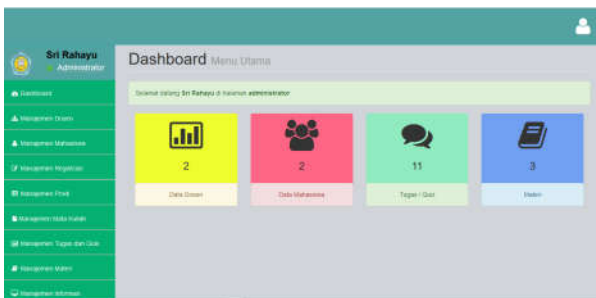 Sri Rahayu
Administrator
Dashboard Menu Utama
Selamat datang Sri Rahayu di halaman administrator
Dashboard
Manajemen Dosen
Manajemen Mahasiswa
Manajemen Registrasi
Manajemen Prodi
Manajemen Mata Kuliah
Manajemen Tugas dan Quiz
Manajemen Materi
Manajemen Informasi
2
Data Dosen
2
Data Mahasiswa
11
Tugas / Quiz
3
Materi